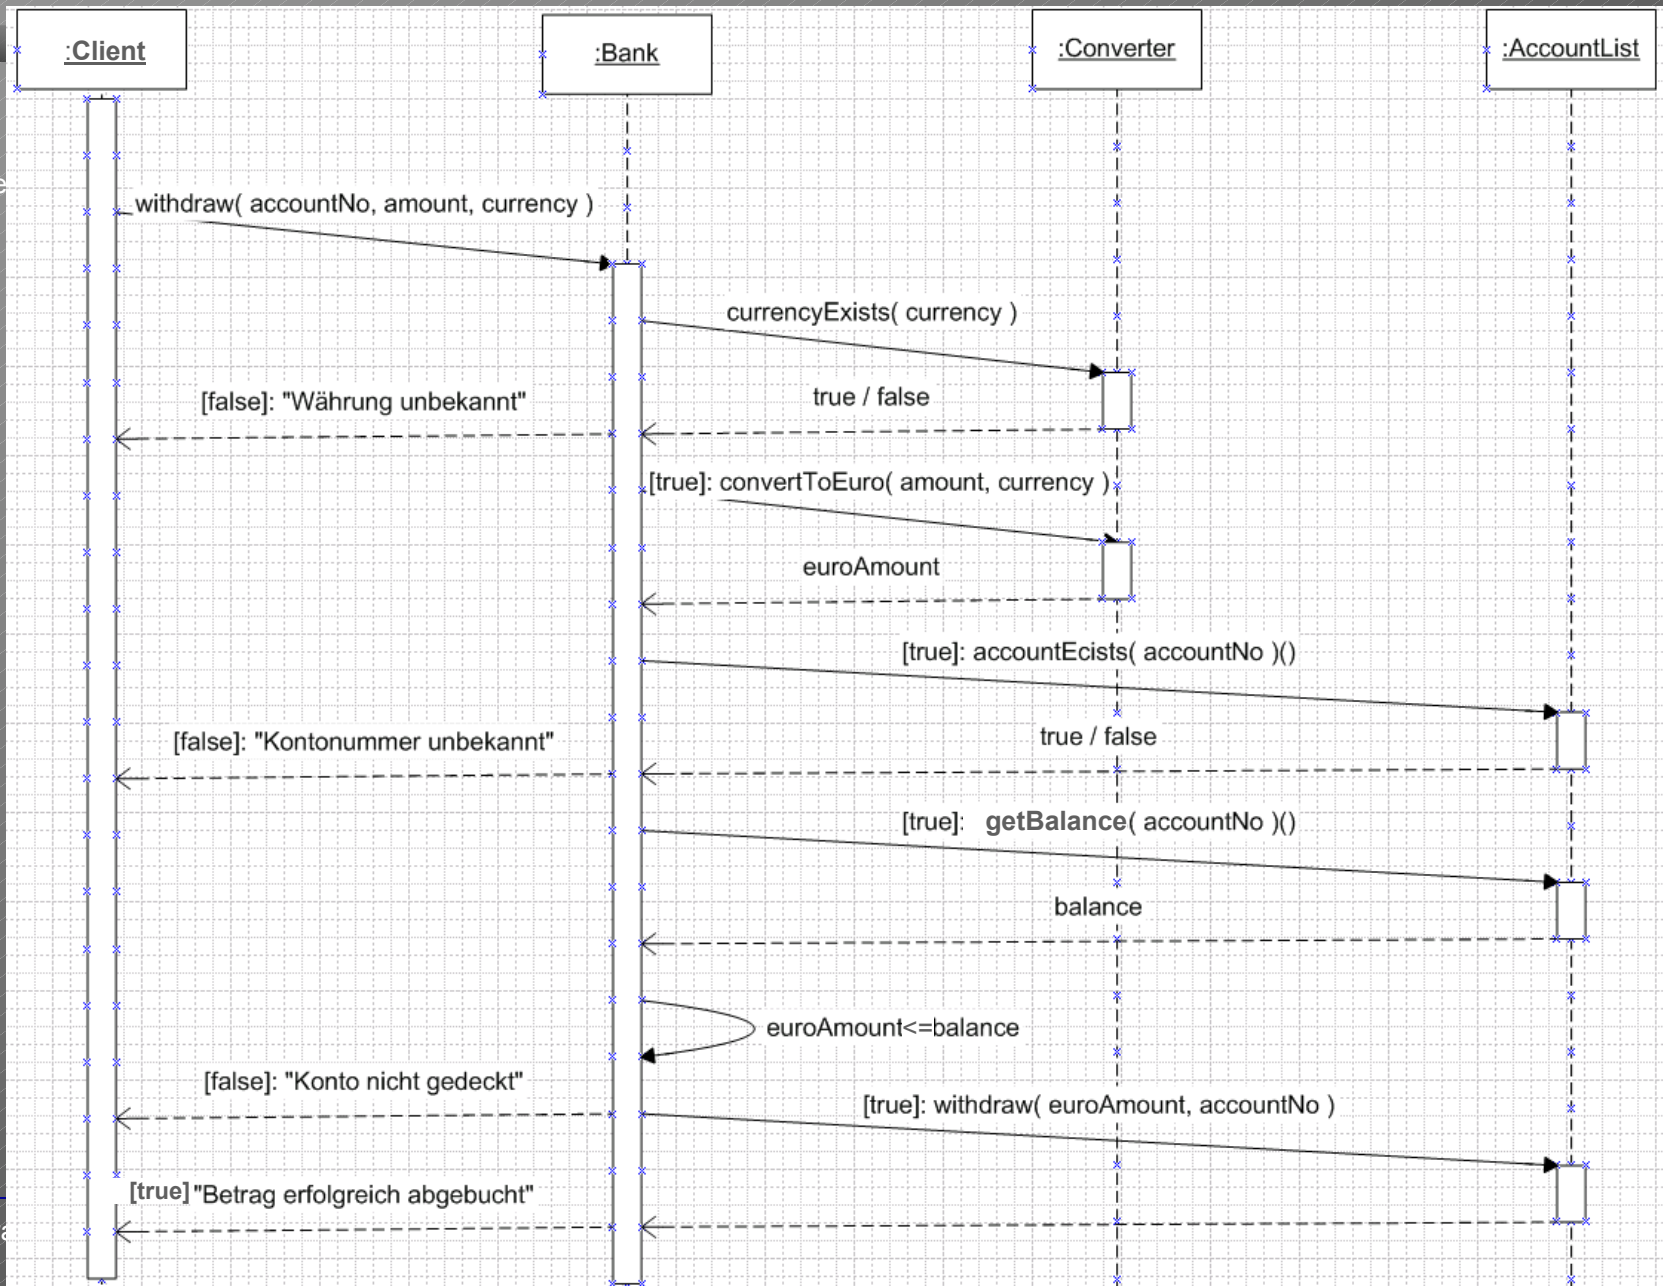 :Client
:Bank
:Converter
:AccountList
withdraw( accountNo, amount, currency )
currencyExists( currency )
true / false
[false]: "Währung unbekannt"
[true]: convertToEuro( amount, currency )
euroAmount
[true]: accountEcists( accountNo )()
true / false
[false]: "Kontonummer unbekannt"
[true]: getBalance( accountNo )()
balance
euroAmount<=balance
[false]: "Konto nicht gedeckt"
[true]: withdraw( euroAmount, accountNo )
[true] "Betrag erfolgreich abgebucht"